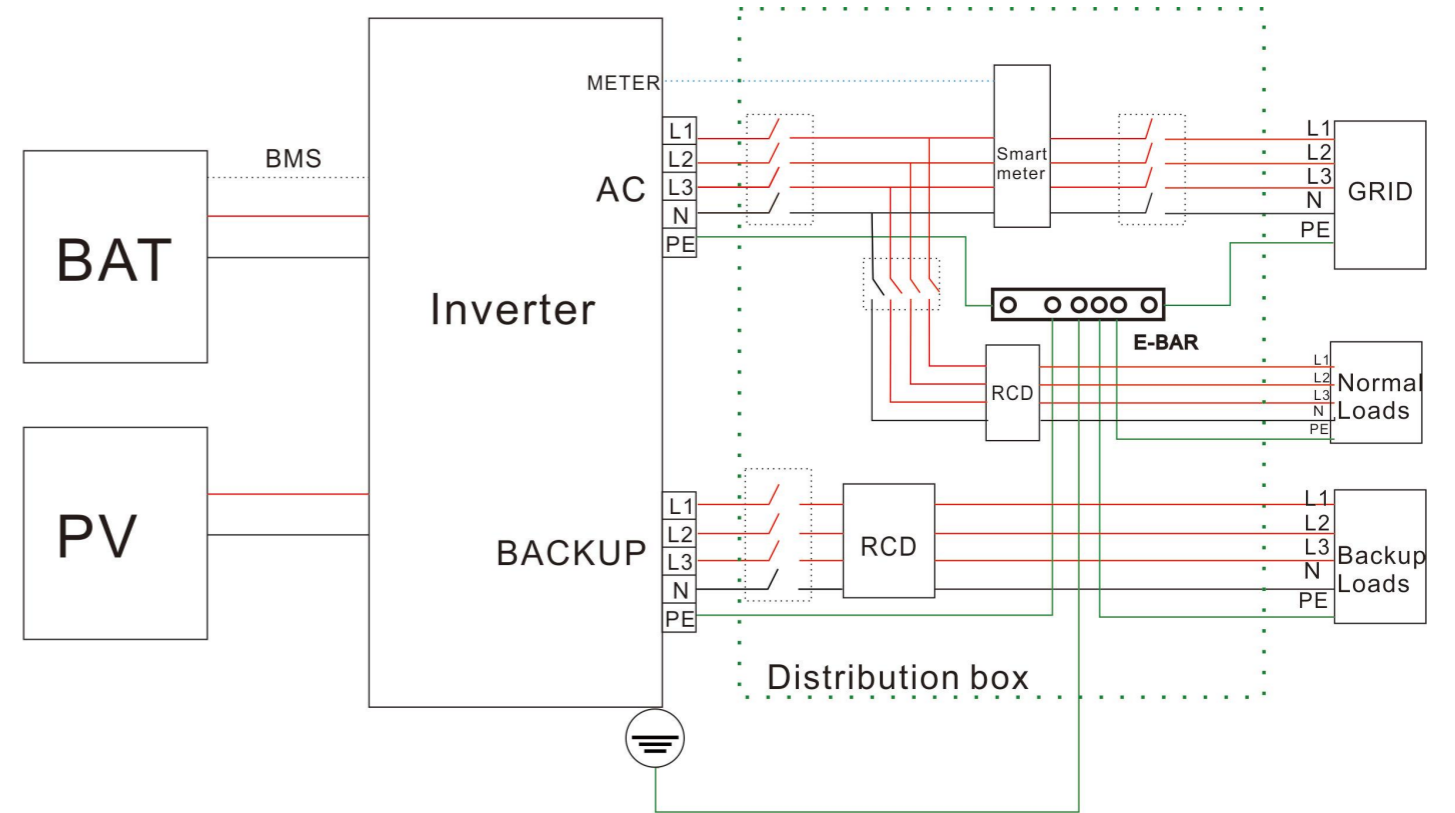 BAT
BMS
PV
Inverter
METER
AC
L1
L2
L3
N
PE
BACKUP
L1
L2
L3
N
PE
Smart
meter
L1
L2
L3
N
PE
GRID
E-BAR
RCD
L1
L2
L3
N
PE
Normal
Loads
RCD
L1
L2
L3
N
PE
Backup
Loads
Distribution box